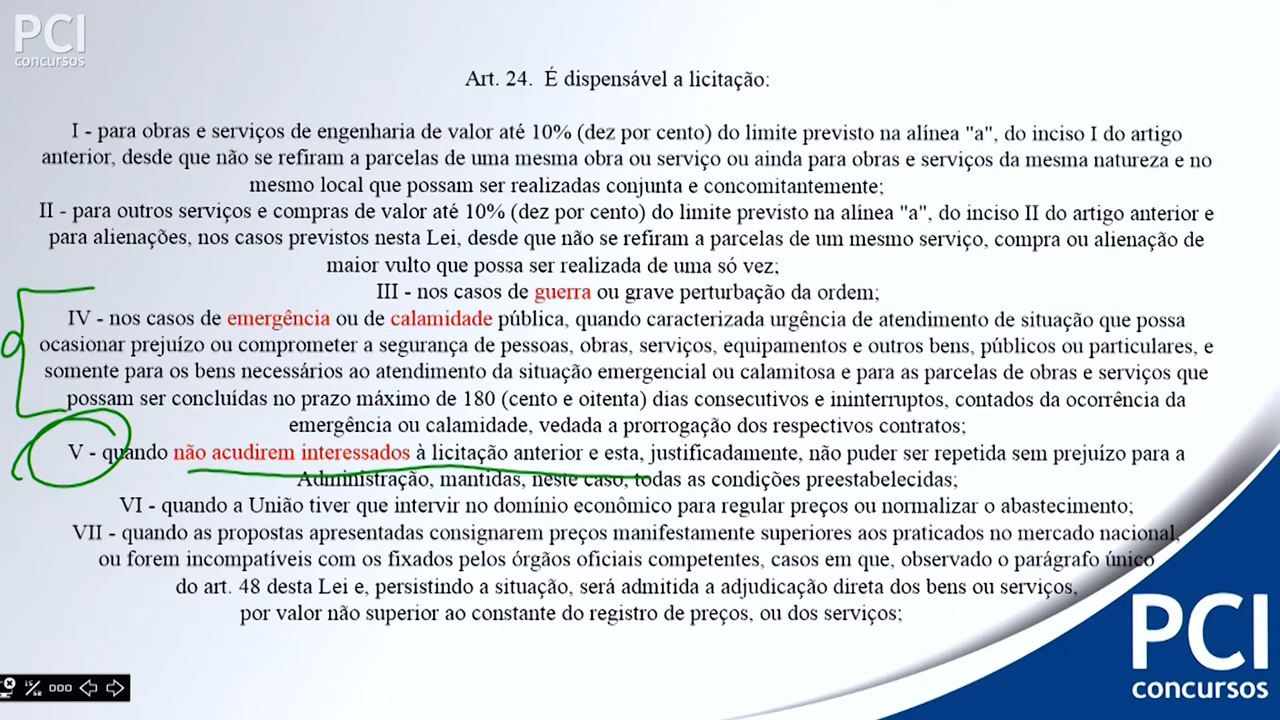 PCI
concursos
Art. 24. É dispensável a licitação:
I - para obras e serviços de engenharia de valor até 10% (dez por cento) do limite previsto na alínea "a", do inciso I do artigo
anterior, desde que não se refiram a parcelas de uma mesma obra ou serviço ou ainda para obras e serviços da mesma natureza e no
mesmo local que possam ser realizadas conjunta e concomitantemente;
II - para outros serviços e compras de valor até 10% (dez por cento) do limite previsto na alínea "a", do inciso II do artigo anterior e
para alienações, nos casos previstos nesta Lei, desde que não se refiram a parcelas de um mesmo serviço, compra ou alienação de
maior vulto que possa ser realizada de uma só vez;
III - nos casos de guerra ou grave perturbação da ordem;
IV - nos casos de emergência ou de calamidade pública, quando caracterizada urgência de atendimento de situação que possa
ocasionar prejuízo ou comprometer a segurança de pessoas, obras, serviços, equipamentos e outros bens, públicos ou particulares, e
somente para os bens necessários ao atendimento da situação emergencial ou calamitosa e para as parcelas de obras e serviços que
possam ser concluídas no prazo máximo de 180 (cento e oitenta) dias consecutivos e ininterruptos, contados da ocorrência da
emergência ou calamidade, vedada a prorrogação dos respectivos contratos;
V - quando não acudirem interessados à licitação anterior e esta, justificadamente, não puder ser repetida sem prejuízo para a
Administração, mantidas, neste caso, todas as condições preestabelecidas;
VI - quando a União tiver que intervir no domínio econômico para regular preços ou normalizar o abastecimento;
VII - quando as propostas apresentadas consignarem preços manifestamente superiores aos praticados no mercado nacional,
ou forem incompatíveis com os fixados pelos órgãos oficiais competentes, casos em que, observado o parágrafo único
do art. 48 desta Lei e, persistindo a situação, será admitida a adjudicação direta dos bens ou serviços,
por valor não superior ao constante do registro de preços, ou dos serviços;
PCI
concursos
15/58